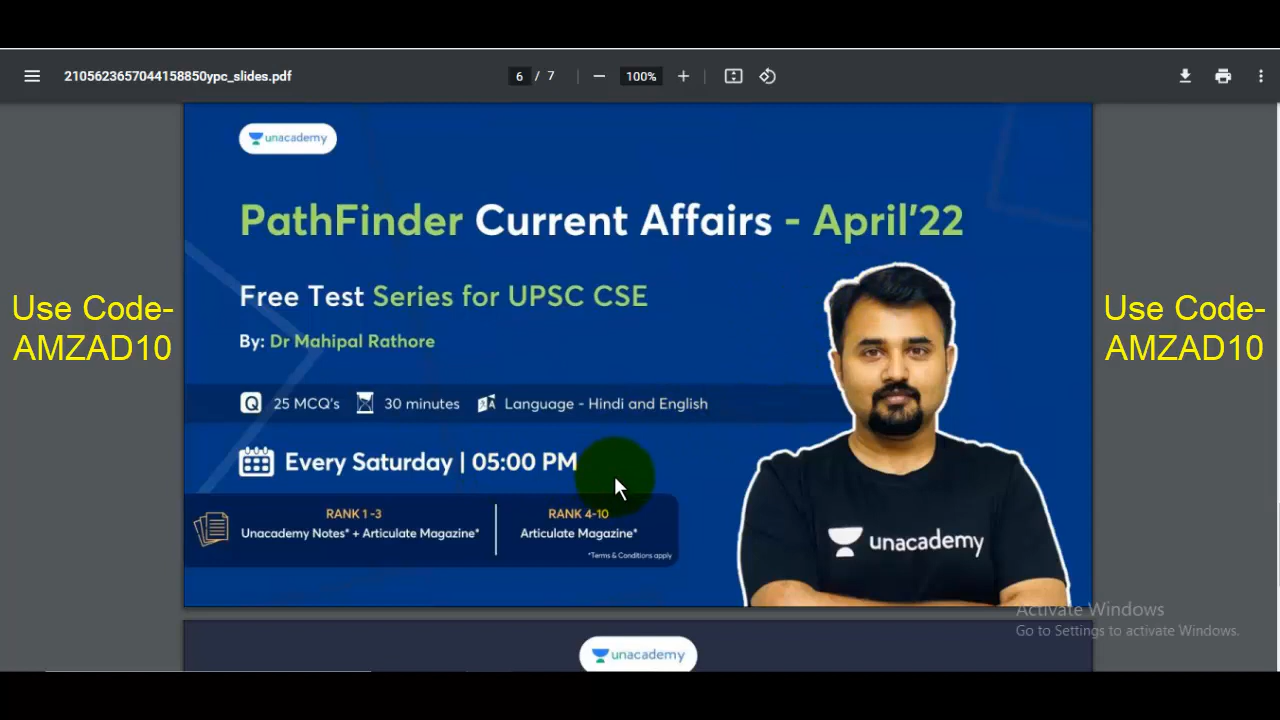 2105623657044158850ypc_slides.pdf
6 / 7
100%
unacademy
PathFinder Current Affairs - April'22
Free Test Series for UPSC CSE
By: Dr Mahipal Rathore
Q 25 MCQ's 30 minutes Language - Hindi and English
Every Saturday | 05:00 PM
RANK 1 -3
Unacademy Notes* + Articulate Magazine*
RANK 4-10
Articulate Magazine*
*Terms & Conditions apply
unacademy
Use Code-
AMZAD10
Use Code-
AMZAD10
Activate Windows
Go to Settings to activate Windows.
unacademy